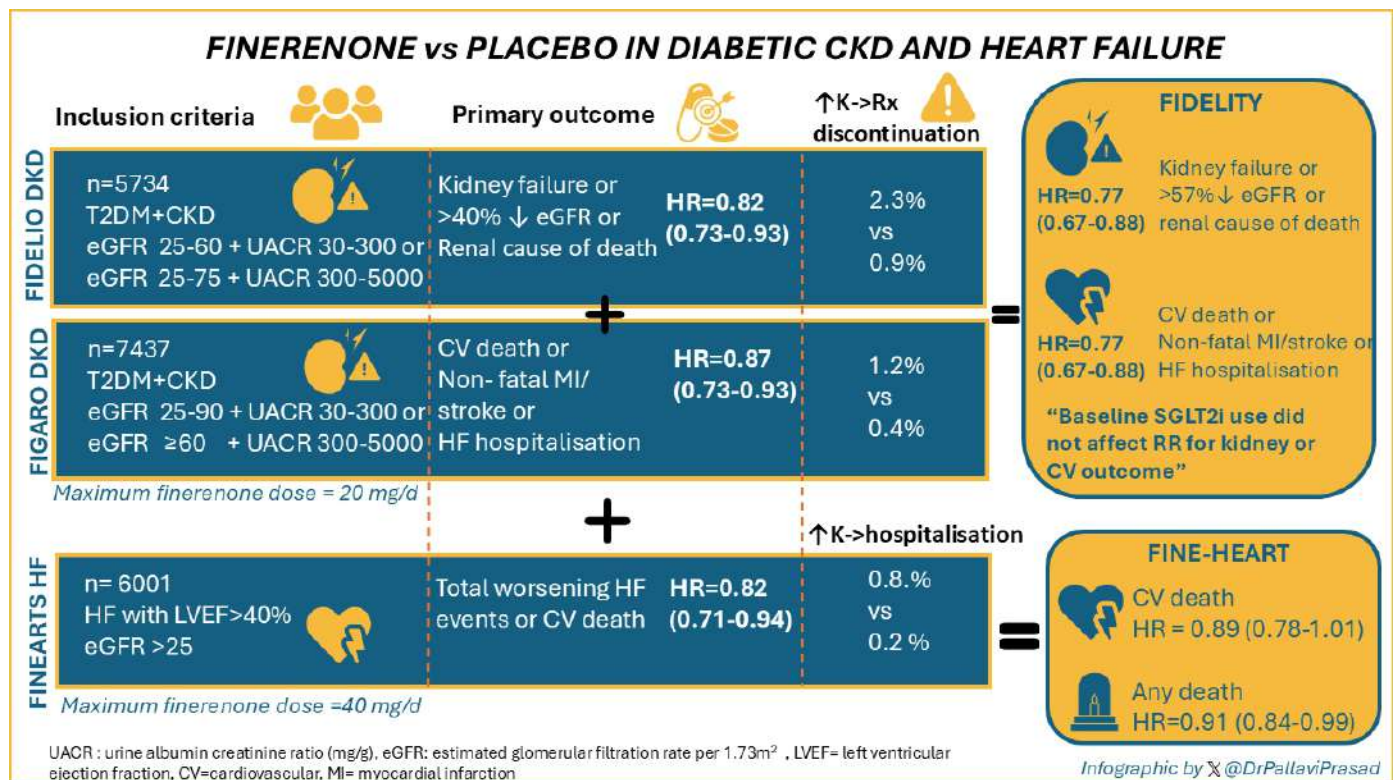 FINERENONE vs PLACEBO IN DIABETIC CKD AND HEART FAILURE
Inclusion criteria
Primary outcome
↑K->Rx
discontinuation
FIDELIO DKD
n=5734
T2DM+CKD
eGFR 25-60 + UACR 30-300 or
eGFR 25-75 + UACR 300-5000
Kidney failure or
>40% ↓ eGFR or
Renal cause of death
HR=0.82
(0.73-0.93)
2.3%
vs
0.9%
+
FIGARO DKD
n=7437
T2DM+CKD
eGFR 25-90 + UACR 30-300 or
eGFR ≥60 + UACR 300-5000
CV death or
Non- fatal MI/
stroke or
HF hospitalisation
HR=0.87
(0.73-0.93)
1.2%
vs
0.4%
Maximum finerenone dose = 20 mg/d
=
FIDELITY
HR=0.77
(0.67-0.88)
Kidney failure or
>57%↓ eGFR or
renal cause of death
HR=0.77
(0.67-0.88)
CV death or
Non-fatal MI/stroke or
HF hospitalisation
“Baseline SGLT2i use did
not affect RR for kidney or
CV outcome”
+
↑K->hospitalisation
FINEARTS HF
n= 6001
HF with LVEF>40%
eGFR >25
Total worsening HF
events or CV death
HR=0.82
(0.71-0.94)
0.8.%
vs
0.2 %
Maximum finerenone dose =40 mg/d
=
FINE-HEART
CV death
HR = 0.89 (0.78-1.01)
Any death
HR=0.91 (0.84-0.99)
UACR : urine albumin creatinine ratio (mg/g), eGFR: estimated glomerular filtration rate per 1.73m² , LVEF= left ventricular
ejection fraction, CV=cardiovascular, MI= myocardial infarction
Infographic by 𝕏 @DrPallaviPrasad